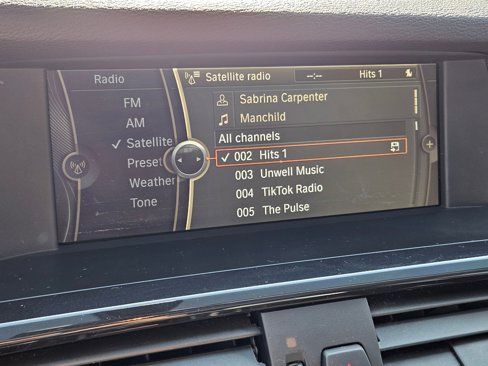 Radio
FM
AM
Satellite
Preset
Weather
Tone
Satellite radio
--:--
Hits 1
Sabrina Carpenter
Manchild
All channels
002 Hits 1
003 Unwell Music
004 TikTok Radio
005 The Pulse